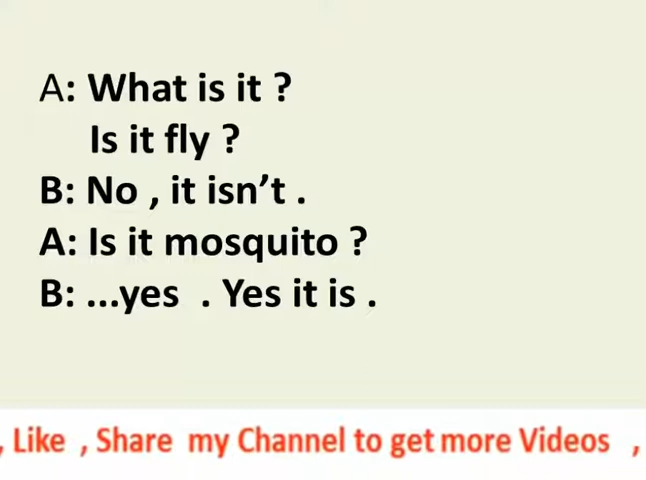 A: What is it ?
Is it fly ?
B: No , it isn't .
A: Is it mosquito ?
B: ...yes . Yes it is .
, Like , Share my Channel to get more Videos ,